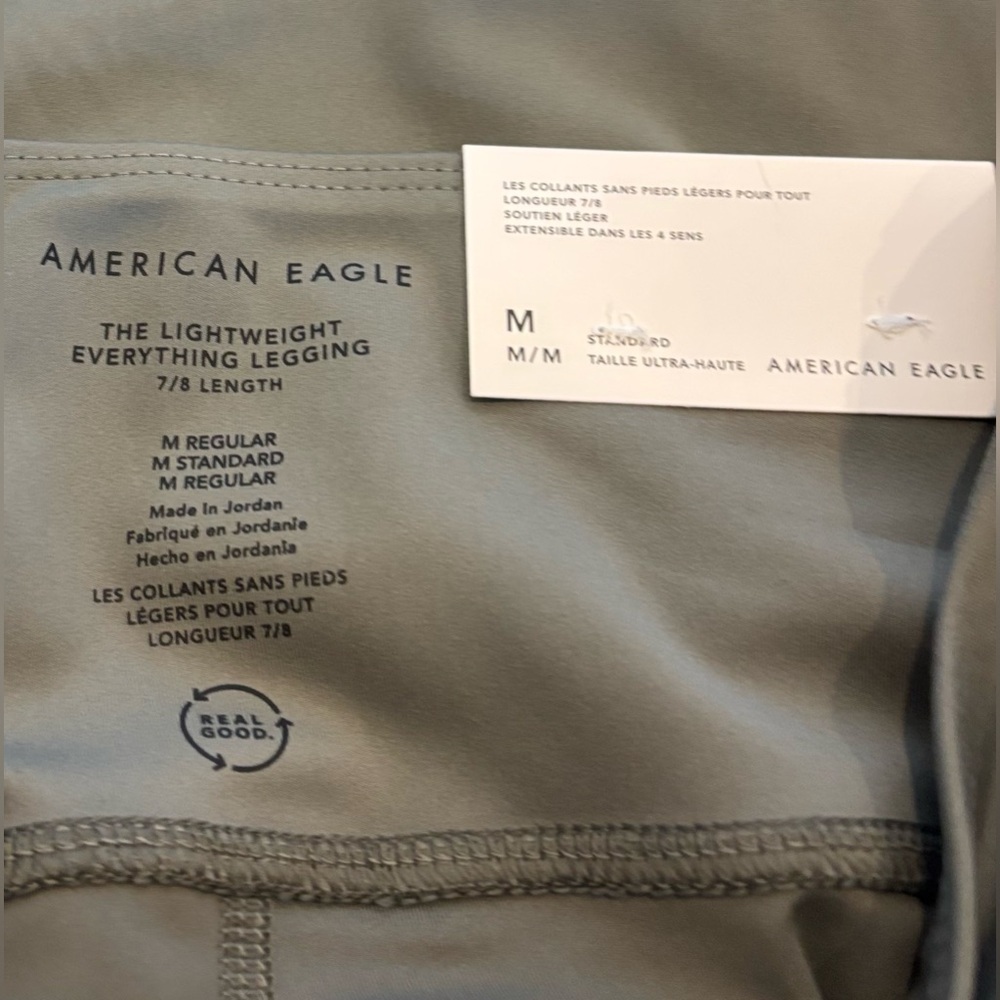 AMERICAN EAGLE
THE LIGHTWEIGHT
EVERYTHING LEGGING
7/8 LENGTH
M REGULAR
M STANDARD
M REGULAR
Made in Jordan
Fabriqué en Jordanie
Hecho en Jordania
LES COLLANTS SANS PIEDS
LÉGERS POUR TOUT
LONGUEUR 7/8
REAL
GOOD.
LES COLLANTS SANS PIEDS LÉGERS POUR TOUT
LONGUEUR 7/8
SOUTIEN LÉGER
EXTENSIBLE DANS LES 4 SENS
M
STANDARD
M/M
TAILLE ULTRA-HAUTE
AMERICAN EAGLE